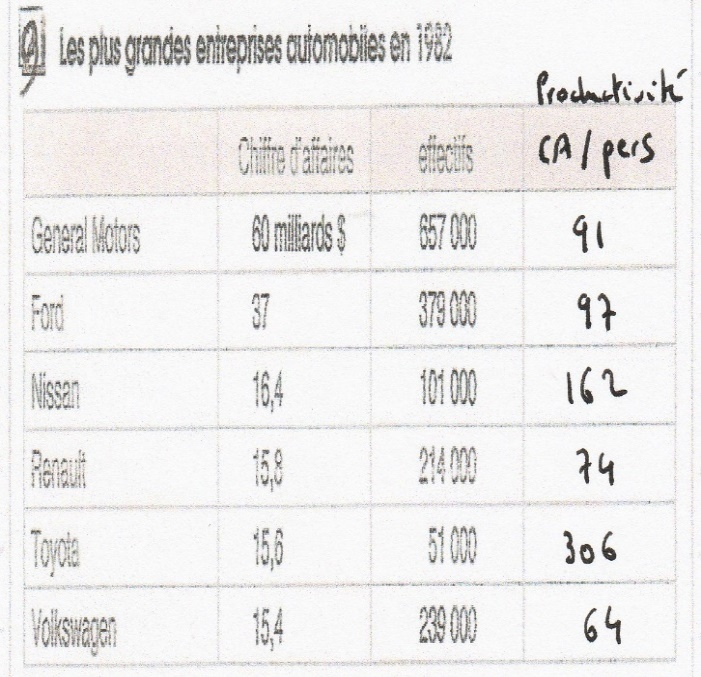 9 Les plus grandes entreprises automobiles en 1982
Productivité
Chiffre d'affaires effectifs CA / pers
General Motors 60 milliards $ 657 000 91
Ford 37 379 000 97
Nissan 16,4 101 000 162
Renault 15,8 214 000 74
Toyota 15,6 51 000 306
Volkswagen 15,4 239 000 64